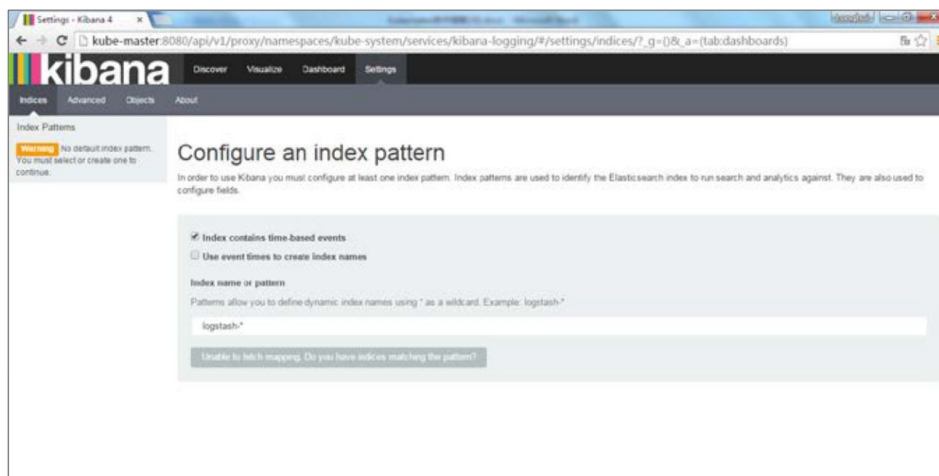 Settings - Kibana 4
kube-master:8080/api/v1/proxy/namespaces/kube-system/services/kibana-logging/#/settings/indices/?_g=()&_a=(tab:dashboards)
kibana
Discover Visualize Dashboard Settings
Indices Advanced Objects About
Index Patterns
Warning No default index pattern.
You must select or create one to
continue.
Configure an index pattern
In order to use Kibana you must configure at least one index pattern. Index patterns are used to identify the Elasticsearch index to run search and analytics against. They are also used to
configure fields.
Index contains time-based events
Use event times to create index names
Index name or pattern
Patterns allow you to define dynamic index names using * as a wildcard. Example: logstash-*
logstash-*
Unable to fetch mapping. Do you have indices matching the pattern?